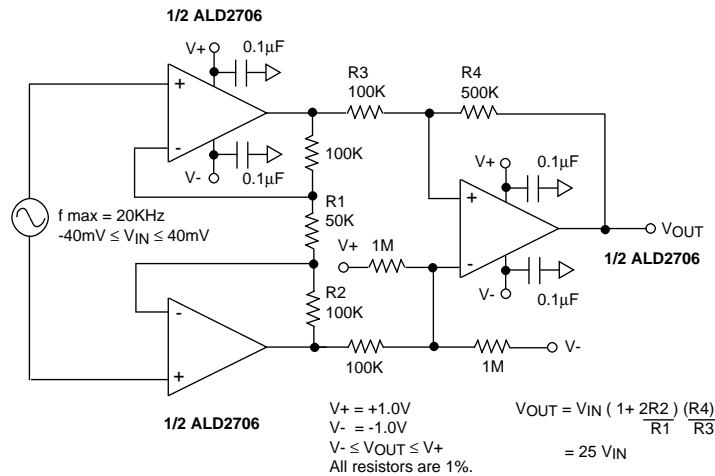 1/2 ALD2706
V+
0.1µF
+
-
V-
0.1µF
R3
100K
R4
500K
100K
R1
50K
f max = 20KHz
-40mV ≤ VIN ≤ 40mV
V+
1M
V+
0.1µF
+
-
VOUT
1/2 ALD2706
V-
0.1µF
R2
100K
-
+
100K
1M
V-
1/2 ALD2706
V+ = +1.0V
V- = -1.0V
V- ≤ VOUT ≤ V+
All resistors are 1%.
VOUT = VIN ( 1+ 2R2/R1 ) (R4/R3)
= 25 VIN